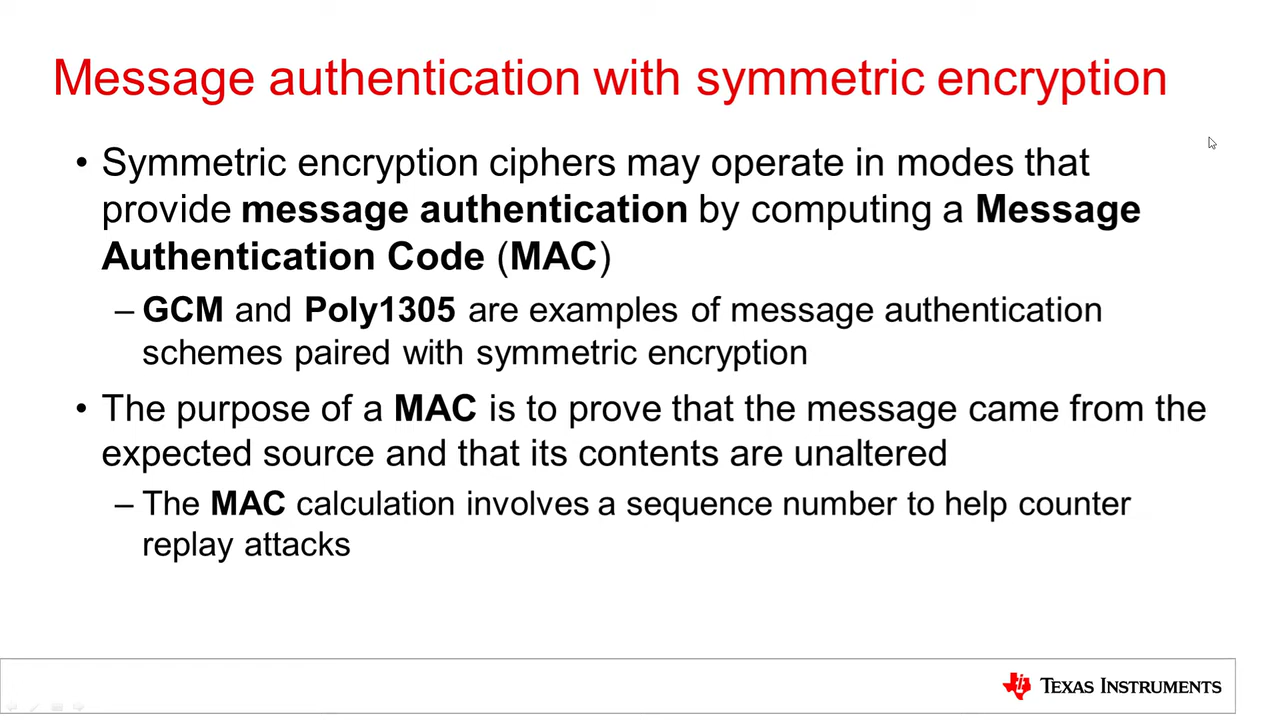 Message authentication with symmetric encryption
• Symmetric encryption ciphers may operate in modes that
provide message authentication by computing a Message
Authentication Code (MAC)
– GCM and Poly1305 are examples of message authentication
schemes paired with symmetric encryption
• The purpose of a MAC is to prove that the message came from the
expected source and that its contents are unaltered
– The MAC calculation involves a sequence number to help counter
replay attacks
TEXAS INSTRUMENTS